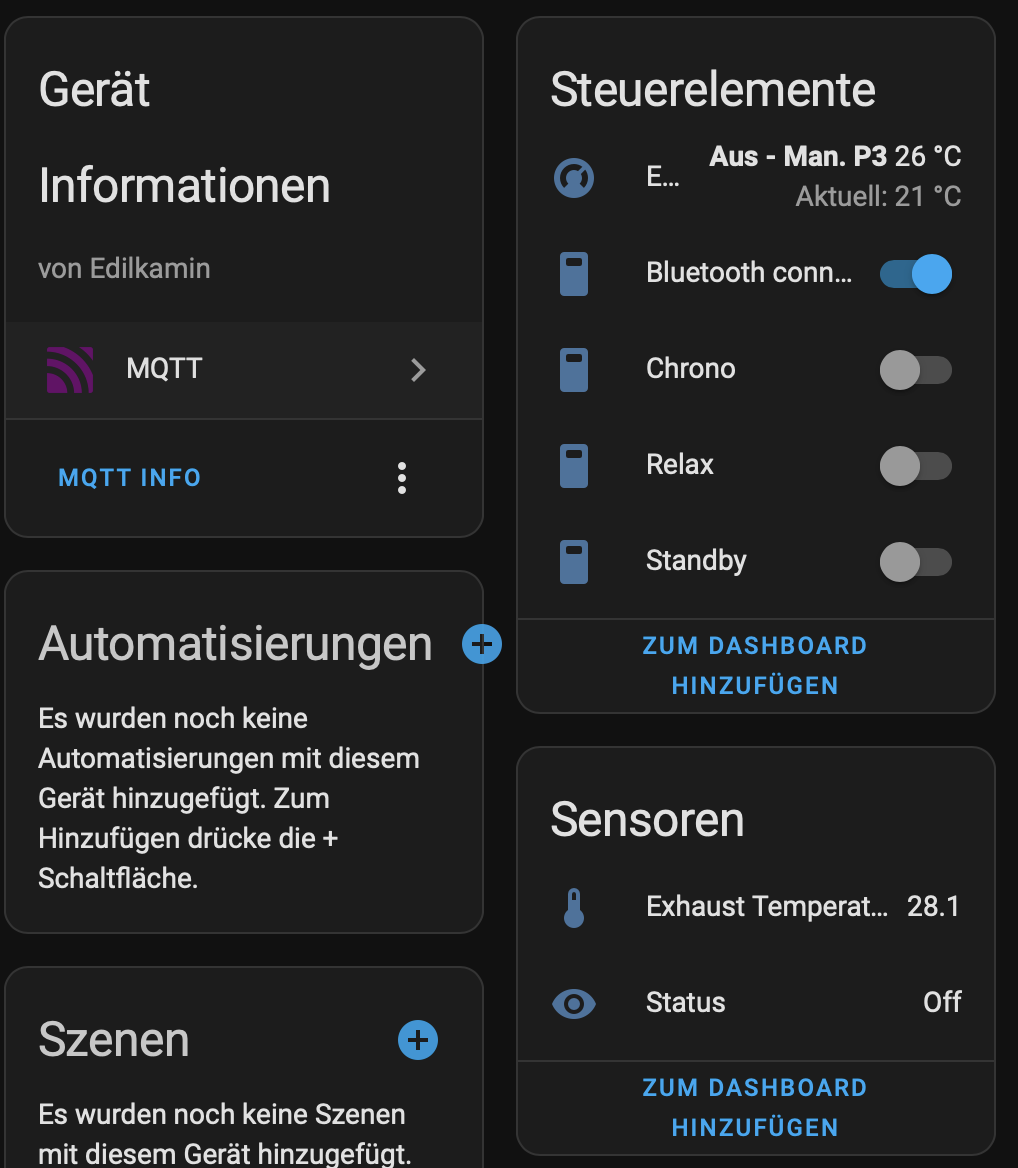 Gerät
Informationen
von Edilkamin
MQTT
MQTT INFO
Automatisierungen
Es wurden noch keine
Automatisierungen mit diesem
Gerät hinzugefügt. Zum
Hinzufügen drücke die +
Schaltfläche.
Szenen
Es wurden noch keine Szenen
mit diesem Gerät hinzugefügt.
Steuerelemente
E... Aus - Man. P3 26 °C
Aktuell: 21 °C
Bluetooth conn...
Chrono
Relax
Standby
ZUM DASHBOARD
HINZUFÜGEN
Sensoren
Exhaust Temperat... 28.1
Status Off
ZUM DASHBOARD
HINZUFÜGEN